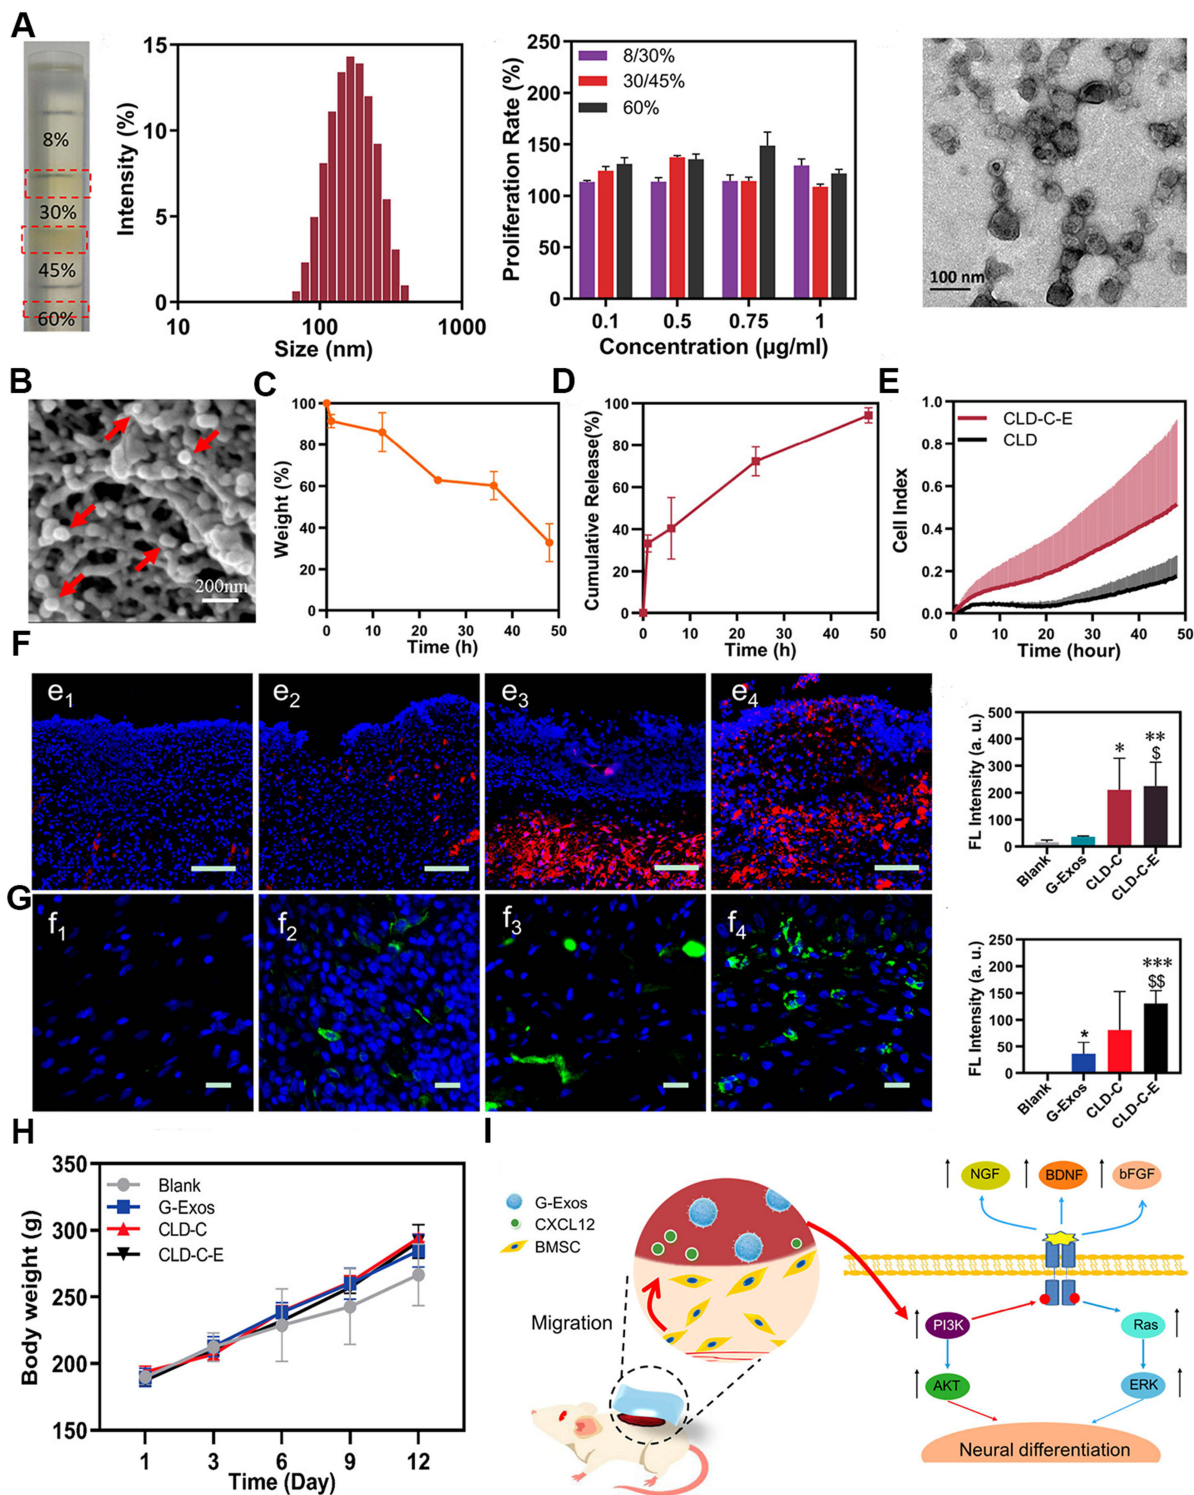 A
8%
30%
45%
60%
15
10
5
0
Intensity (%)
10
100
1000
Size (nm)
250
200
150
100
50
0
Proliferation Rate (%)
8/30%
30/45%
60%
0.1
0.5
0.75
1
Concentration (µg/ml)
100 nm
B
200nm
C
100
80
60
40
20
0
Weight (%)
0
10
20
30
40
50
Time (h)
D
100
80
60
40
20
0
Cumulative Release(%)
0
10
20
30
40
50
Time (h)
E
1.0
0.8
0.6
0.4
0.2
0.0
Cell Index
CLD-C-E
CLD
0
10
20
30
40
50
Time (hour)
F
e1
e2
e3
e4
500
400
300
200
100
0
FL Intensity (a. u.)
*
**
$
Blank
G-Exos
CLD-C
CLD-C-E
G
f1
f2
f3
f4
250
200
150
100
50
0
FL Intensity (a. u.)
*
***
$$
Blank
G-Exos
CLD-C
CLD-C-E
H
350
300
250
200
150
Body weight (g)
Blank
G-Exos
CLD-C
CLD-C-E
1
3
6
9
12
Time (Day)
I
G-Exos
CXCL12
BMSC
Migration
NGF
BDNF
bFGF
PI3K
Ras
AKT
ERK
Neural differentiation